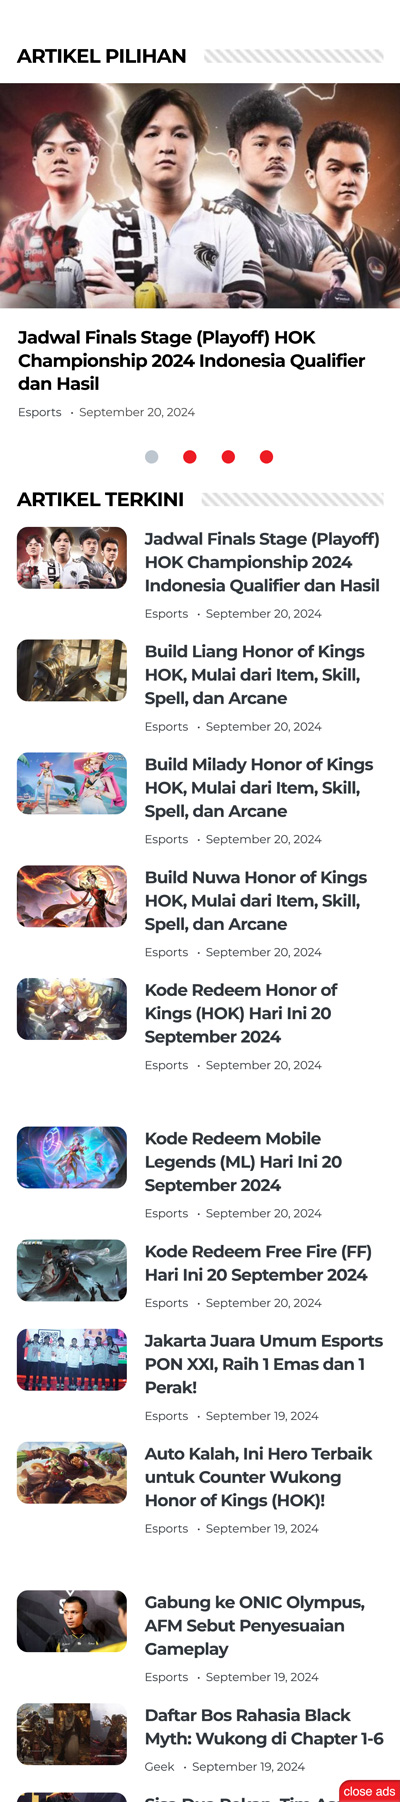 ARTIKEL PILIHAN
Jadwal Finals Stage (Playoff) HOK
Championship 2024 Indonesia Qualifier
dan Hasil
Esports • September 20, 2024
ARTIKEL TERKINI
Jadwal Finals Stage (Playoff)
HOK Championship 2024
Indonesia Qualifier dan Hasil
Esports • September 20, 2024
Build Liang Honor of Kings
HOK, Mulai dari Item, Skill,
Spell, dan Arcane
Esports • September 20, 2024
Build Milady Honor of Kings
HOK, Mulai dari Item, Skill,
Spell, dan Arcane
Esports • September 20, 2024
Build Nuwa Honor of Kings
HOK, Mulai dari Item, Skill,
Spell, dan Arcane
Esports • September 20, 2024
Kode Redeem Honor of
Kings (HOK) Hari Ini 20
September 2024
Esports • September 20, 2024
Kode Redeem Mobile
Legends (ML) Hari Ini 20
September 2024
Esports • September 20, 2024
Kode Redeem Free Fire (FF)
Hari Ini 20 September 2024
Esports • September 20, 2024
Jakarta Juara Umum Esports
PON XXI, Raih 1 Emas dan 1
Perak!
Esports • September 19, 2024
Auto Kalah, Ini Hero Terbaik
untuk Counter Wukong
Honor of Kings (HOK)!
Esports • September 19, 2024
Gabung ke ONIC Olympus,
AFM Sebut Penyesuaian
Gameplay
Esports • September 19, 2024
Daftar Bos Rahasia Black
Myth: Wukong di Chapter 1-6
Geek • September 19, 2024
close ads